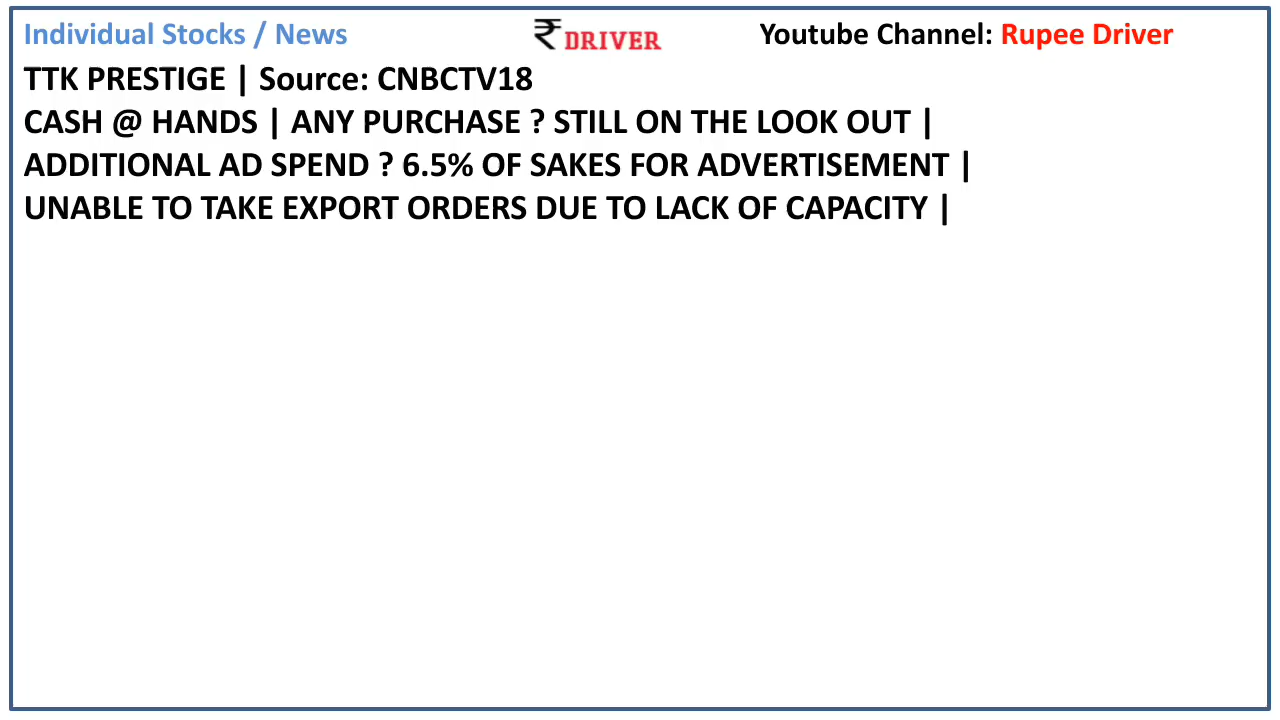 Individual Stocks / News ₹ DRIVER Youtube Channel: Rupee Driver
TTK PRESTIGE | Source: CNBCTV18
CASH @ HANDS | ANY PURCHASE ? STILL ON THE LOOK OUT |
ADDITIONAL AD SPEND ? 6.5% OF SAKES FOR ADVERTISEMENT |
UNABLE TO TAKE EXPORT ORDERS DUE TO LACK OF CAPACITY |